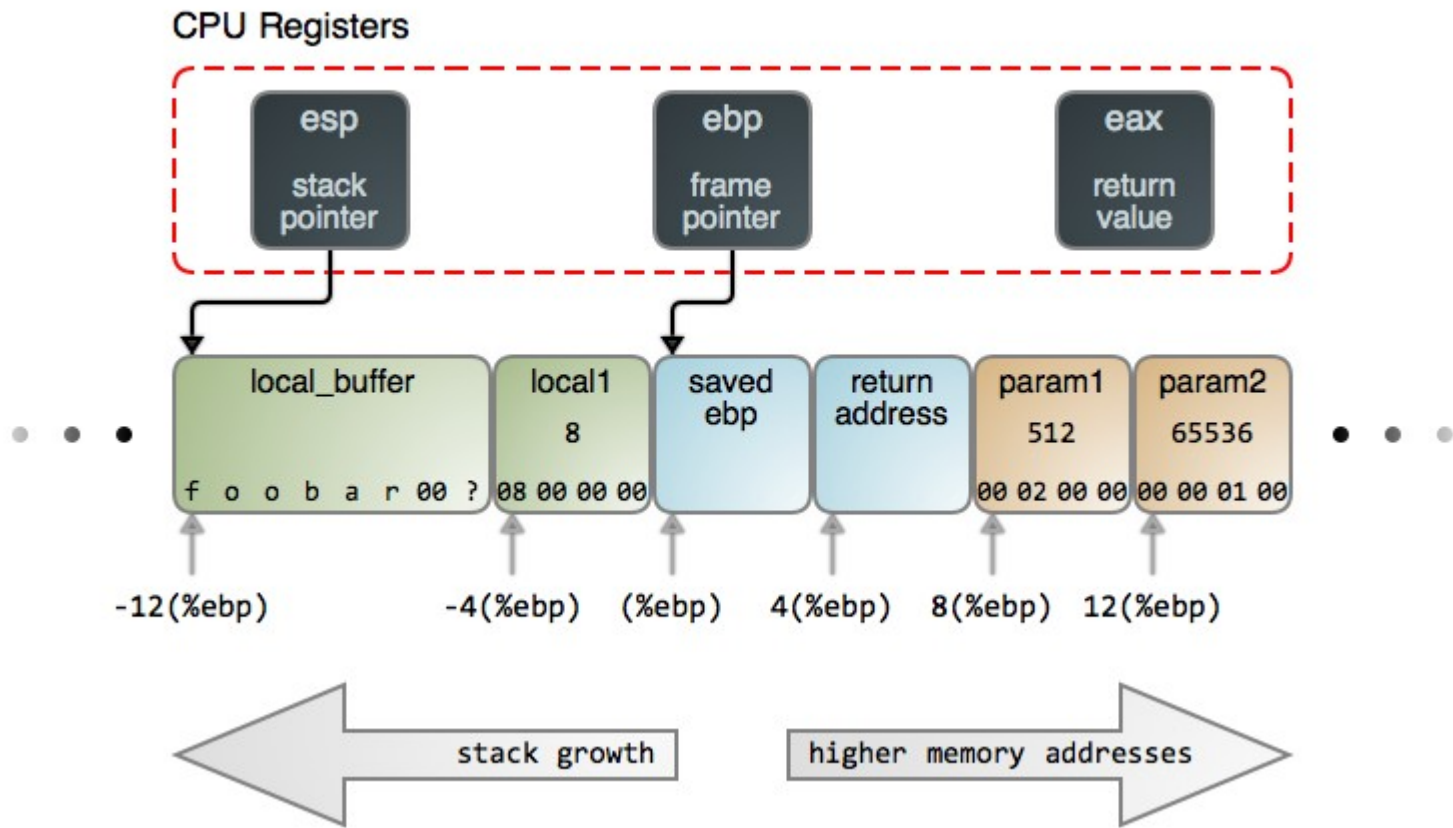 CPU Registers
esp
stack
pointer
ebp
frame
pointer
eax
return
value
local_buffer
f o o b a r 00 ?
local1
8
08 00 00 00
saved
ebp
return
address
param1
512
00 02 00 00
param2
65536
00 00 01 00
-12(%ebp)
-4(%ebp)
(%ebp)
4(%ebp)
8(%ebp)
12(%ebp)
stack growth
higher memory addresses